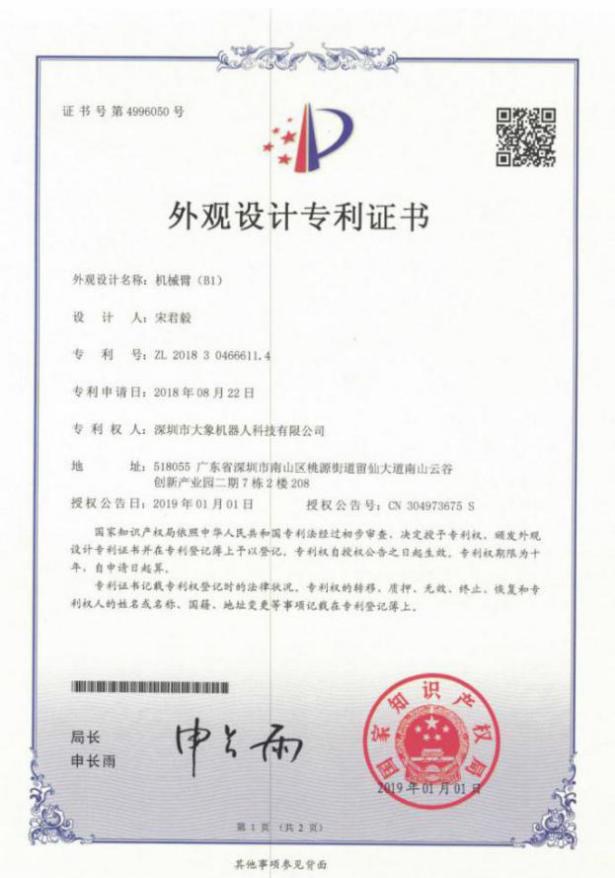 证书号第4996050号
外观设计专利证书
外观设计名称：机械臂（B1）
设计人：宋君毅
专利号：ZL 2018 3 0466611.4
专利申请日：2018年08月22日
专利权人：深圳市大象机器人科技有限公司
地址：518055 广东省深圳市南山区桃源街道留仙大道南山云谷
创新产业园二期7栋2楼208
授权公告日：2019年01月01日 授权公告号：CN 304973675 S
国家知识产权局依照中华人民共和国专利法经过初步审查，决定授予专利权，颁发外观
设计专利证书并在专利登记簿上予以登记。专利权自授权公告之日起生效。专利权期限为十
年，自申请日起算。
专利证书记载专利权登记时的法律状况。专利权的转移、质押、无效、终止、恢复和专
利权人的姓名或名称、国籍、地址变更等事项记载在专利登记簿上。
局长
申长雨
申长雨
国家知识产权局
2019年01月01日
第1页（共2页）
其他事项参见背面